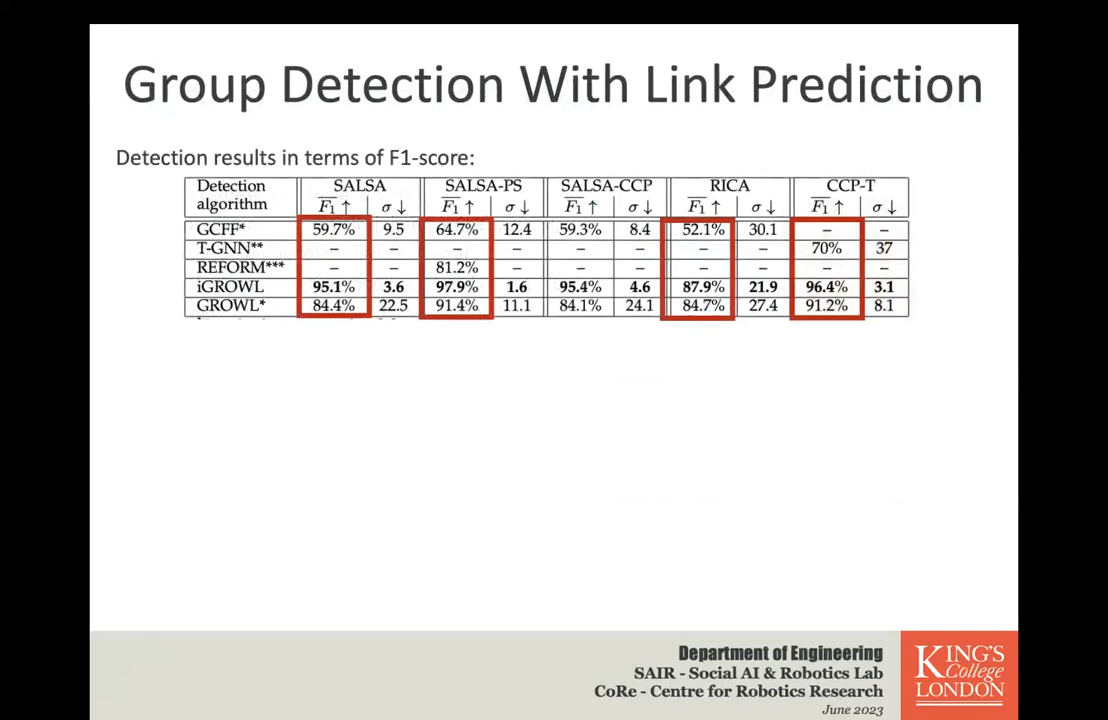 Group Detection With Link Prediction
Detection results in terms of F1-score:
Detection algorithm SALSA SALSA-PS SALSA-CCP RICA CCP-T
F1 ↑ σ ↓ F1 ↑ σ ↓ F1 ↑ σ ↓ F1 ↑ σ ↓ F1 ↑ σ ↓
GCFF* 59.7% 9.5 64.7% 12.4 59.3% 8.4 52.1% 30.1 – –
T-GNN** – – – – – – – – 70% 37
REFORM*** – – 81.2% – – – – – – –
iGROWL 95.1% 3.6 97.9% 1.6 95.4% 4.6 87.9% 21.9 96.4% 3.1
GROWL* 84.4% 22.5 91.4% 11.1 84.1% 24.1 84.7% 27.4 91.2% 8.1
Department of Engineering
SAIR - Social AI & Robotics Lab
CoRe - Centre for Robotics Research
June 2023
KING'S
College
LONDON